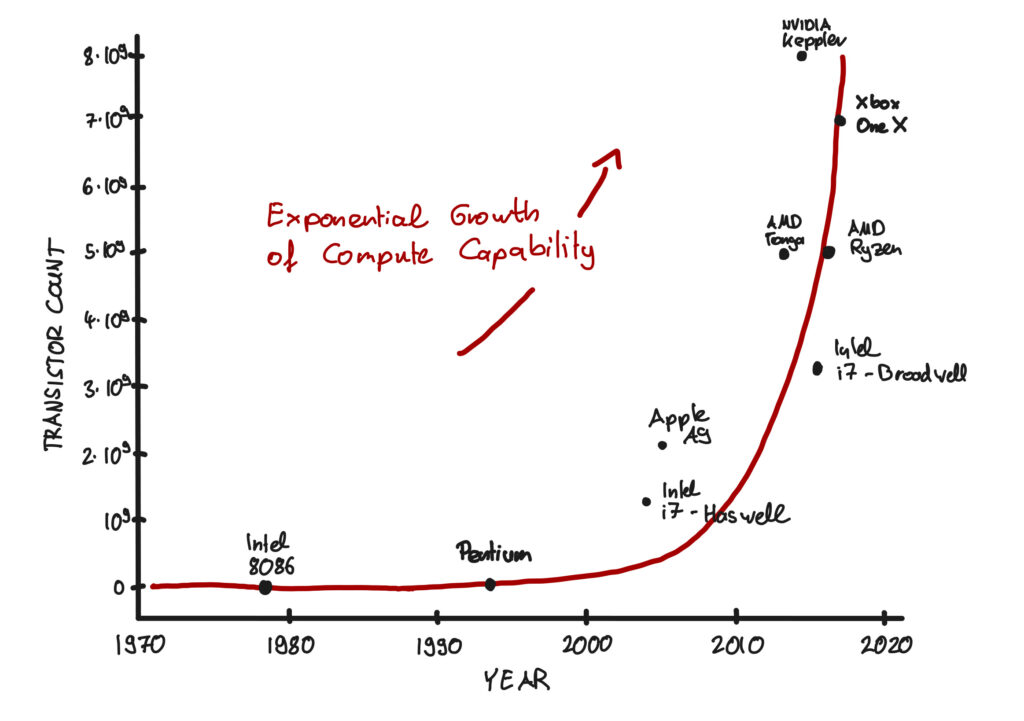 NVIDIA
Keppler
8·10⁹
Xbox
One X
7·10⁹
6·10⁹
Exponential Growth
of Compute Capability
AMD
Tonga
AMD
Ryzen
5·10⁹
4·10⁹
Intel
i7-Broadwell
3·10⁹
Apple
A9
2·10⁹
Intel
i7-Haswell
10⁹
Intel
8086
Pentium
0
TRANSISTOR COUNT
1970 1980 1990 2000 2010 2020
YEAR